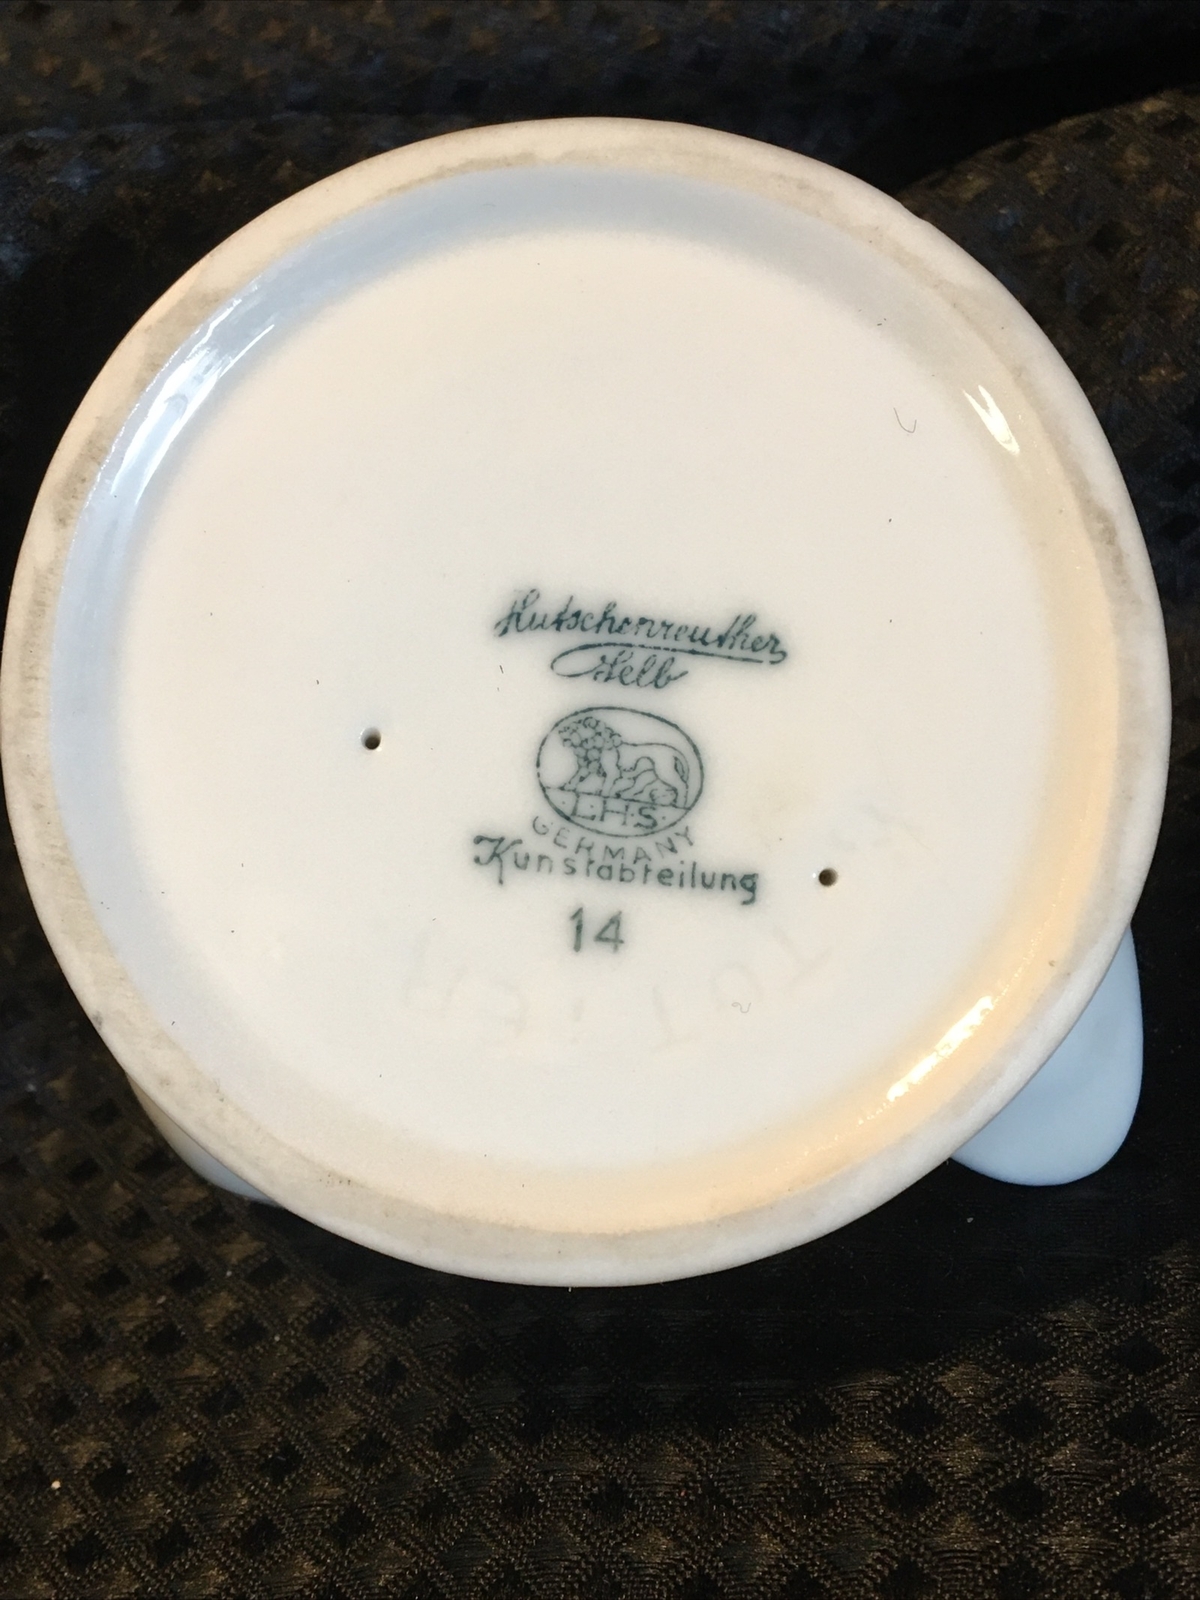 Hutschenreuther
Selb
L.H.S.
GERMANY
Kunstabteilung
14